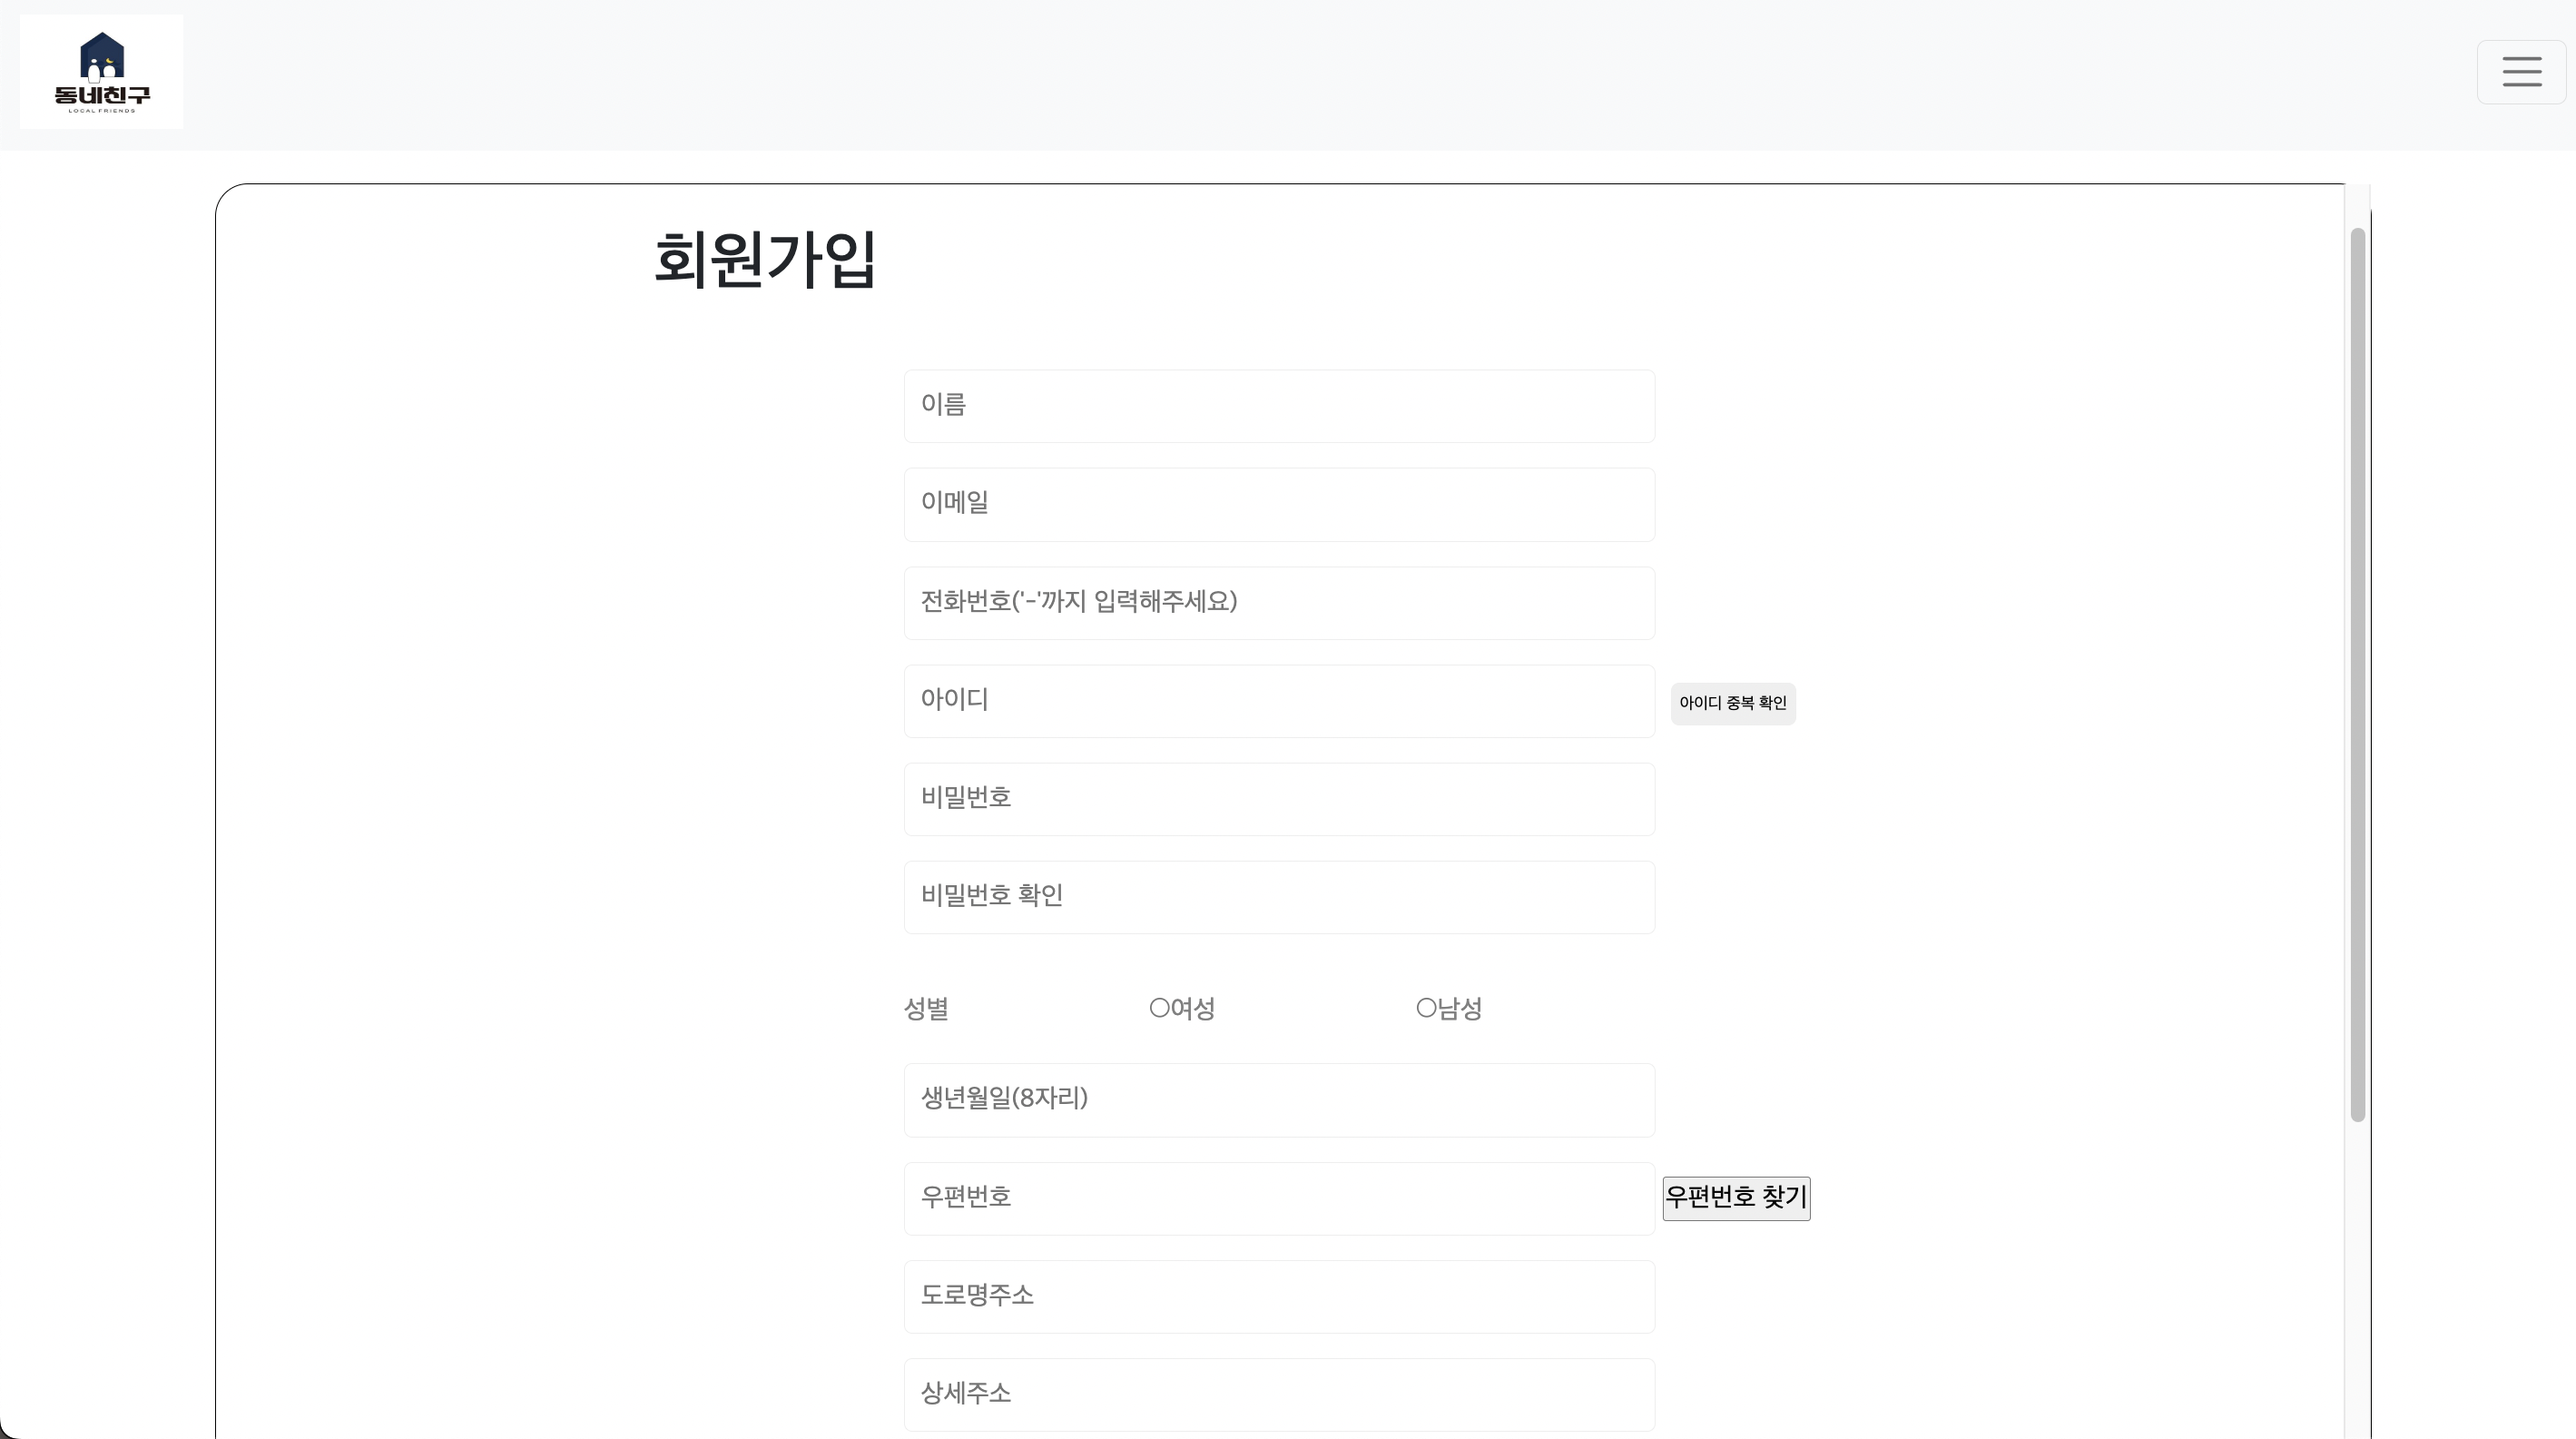 동네친구
LOCAL FRIENDS
회원가입
이름
이메일
전화번호('-'까지 입력해주세요)
아이디
아이디 중복 확인
비밀번호
비밀번호 확인
성별 여성 남성
생년월일(8자리)
우편번호
우편번호 찾기
도로명주소
상세주소